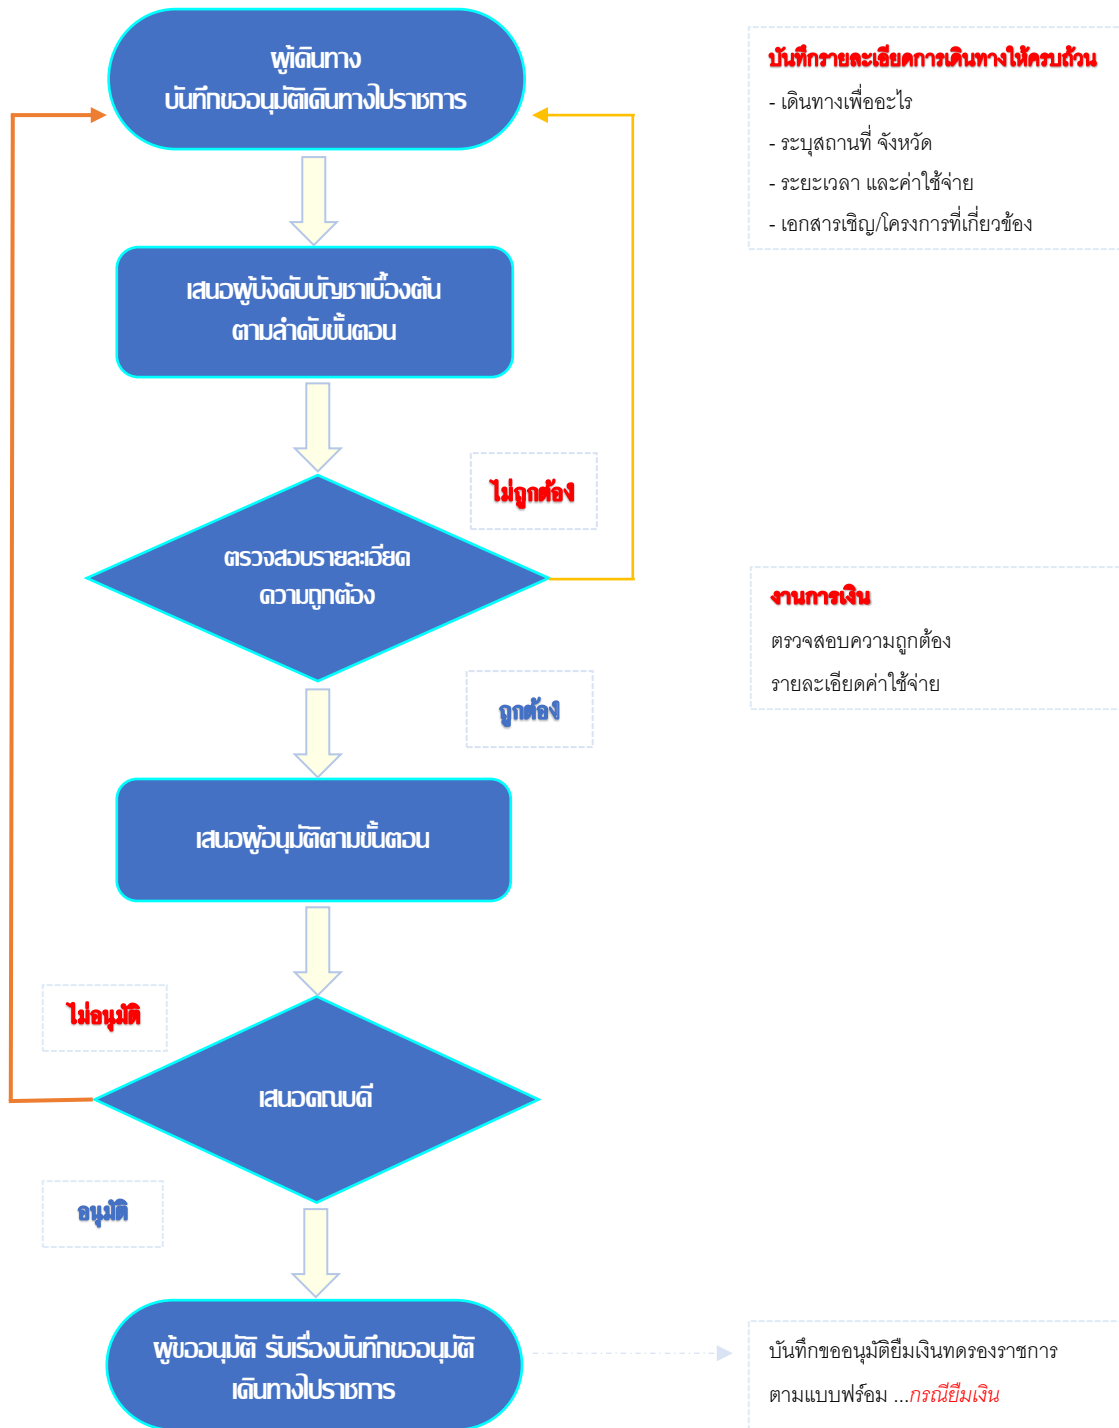 ผู้เดินทาง
บันทึกขออนุมัติเดินทางไปราชการ
บันทึกรายละเอียดการเดินทางให้ครบถ้วน
- เดินทางเพื่ออะไร
- ระบุสถานที่ จังหวัด
- ระยะเวลา และค่าใช้จ่าย
- เอกสารเชิญ/โครงการที่เกี่ยวข้อง
เสนอผู้บังคับบัญชาเบื้องต้น
ตามลำดับขั้นตอน
ไม่ถูกต้อง
ตรวจสอบรายละเอียด
ความถูกต้อง
งานการเงิน
ตรวจสอบความถูกต้อง
รายละเอียดค่าใช้จ่าย
ถูกต้อง
เสนอผู้อนุมัติตามขั้นตอน
ไม่อนุมัติ
เสนอคณบดี
อนุมัติ
ผู้ขออนุมัติ รับเรื่องบันทึกขออนุมัติ
เดินทางไปราชการ
บันทึกขออนุมัติยืมเงินทดรองราชการ
ตามแบบฟร์อม ...กรณียืมเงิน